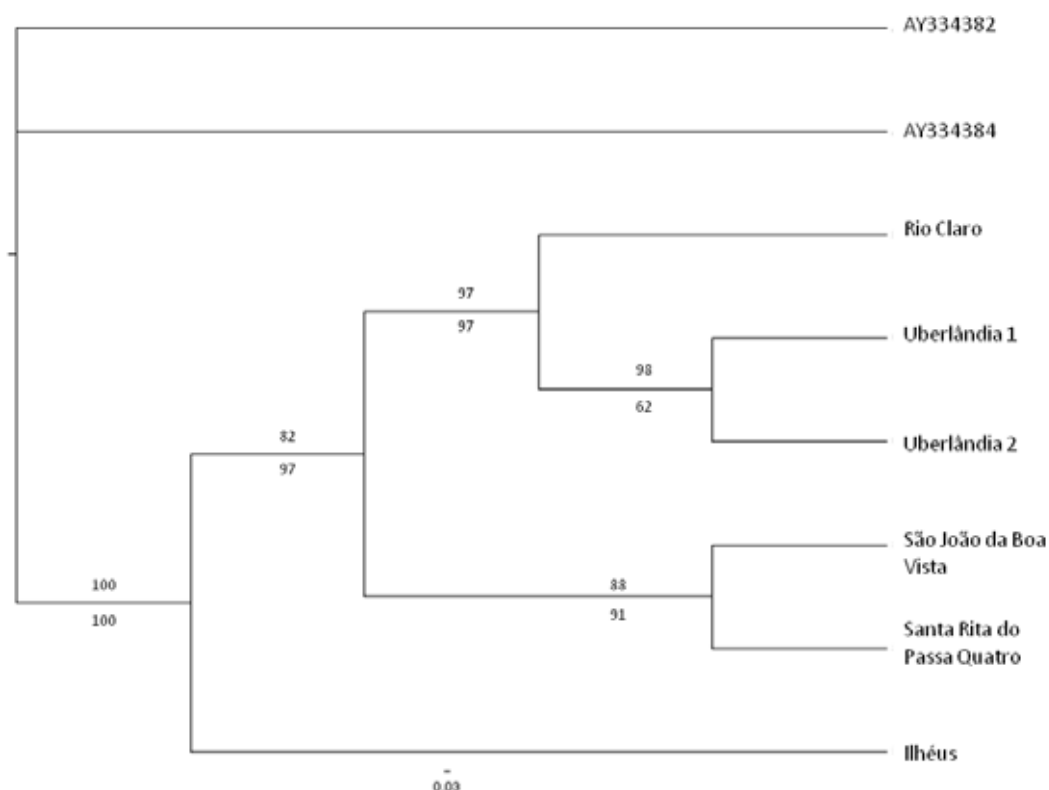 AY334382
AY334384
Rio Claro
97
97
Uberlândia 1
98
62
82
97
Uberlândia 2
São João da Boa
Vista
100
88
100
91
Santa Rita do
Passa Quatro
Ilhéus
0.03